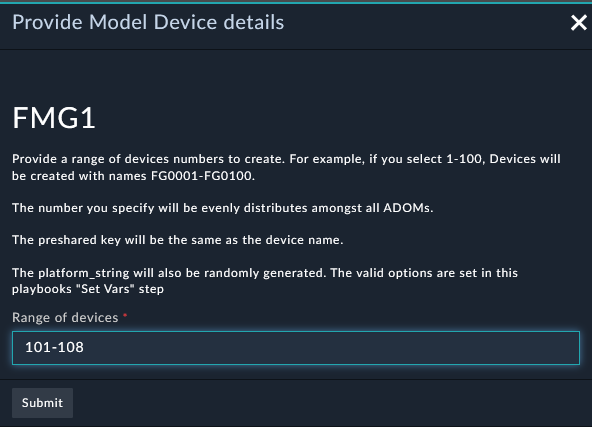 Provide Model Device details
FMG1
Provide a range of devices numbers to create. For example, if you select 1-100, Devices will
be created with names FG0001-FG0100.
The number you specify will be evenly distributes amongst all ADOMs.
The preshared key will be the same as the device name.
The platform_string will also be randomly generated. The valid options are set in this
playbooks "Set Vars" step
Range of devices *
101-108
Submit